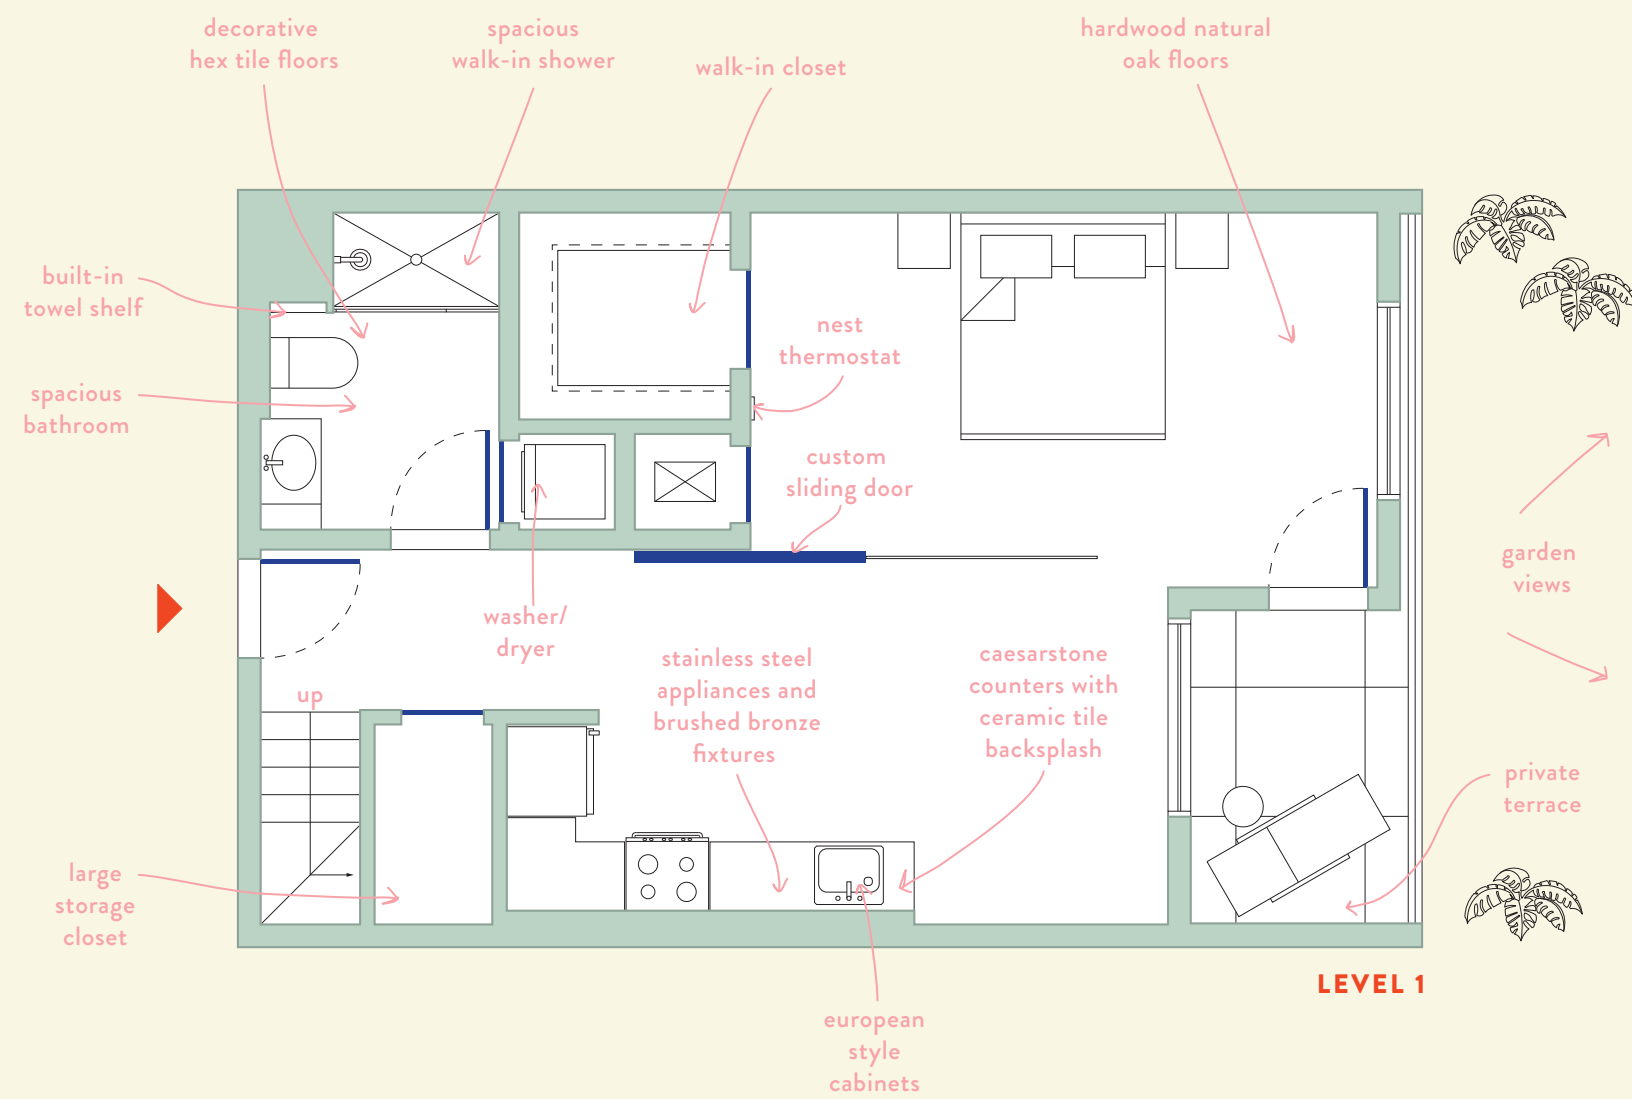 decorative
hex tile floors
spacious
walk-in shower
walk-in closet
hardwood natural
oak floors
built-in
towel shelf
spacious
bathroom
nest
thermostat
custom
sliding door
garden
views
washer/
dryer
up
stainless steel
appliances and
brushed bronze
fixtures
caesarstone
counters with
ceramic tile
backsplash
private
terrace
large
storage
closet
LEVEL 1
european
style
cabinets